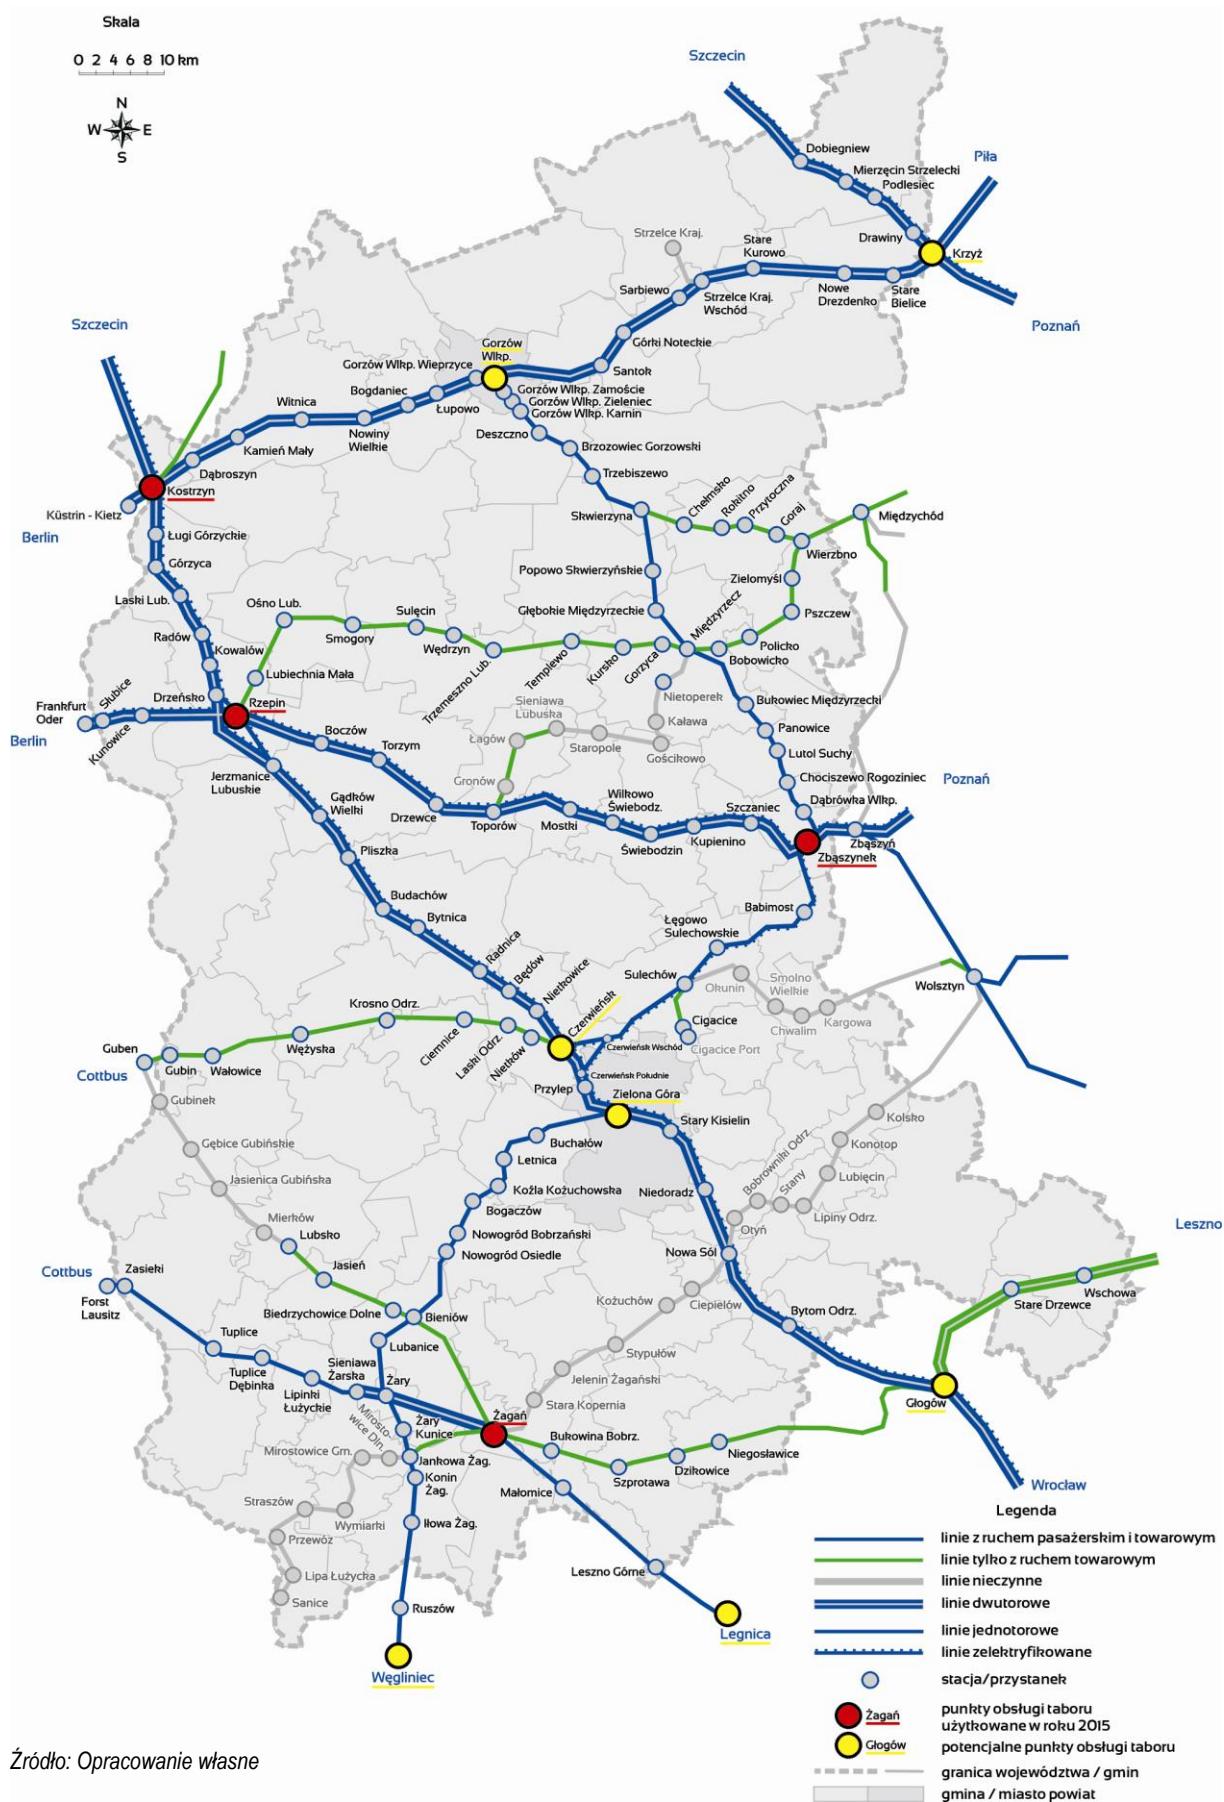 Skala
0 2 4 6 8 10 km
N
W E
S
Szczecin
Dobiegniew
Mierzęcin Strzelecki
Podlesiec
Piła
Drawiny
Krzyż
Poznań
Strzelce Kraj.
Stare
Kurowo
Sarbiewo
Strzelce Kraj.
Wschód
Nowe
Drezdenko
Stare
Bielice
Szczecin
Gorzów
Wlkp.
Górki Noteckie
Gorzów Wlkp. Wieprzyce
Santok
Bogdaniec
Gorzów Wlkp. Zamoście
Gorzów Wlkp. Zieleniec
Gorzów Wlkp. Karnin
Witnica
Łupowo
Nowiny
Wielkie
Deszczno
Kamień Mały
Brzozowiec Gorzowski
Dąbroszyn
Trzebiszewo
Kostrzyn
Küstrin - Kietz
Berlin
Skwierzyna
Chełmsko
Rokitno
Przytoczna
Goraj
Międzychód
Wierzbno
Ługi Górzyckie
Górzyca
Popowo Skwierzyńskie
Zielomyśl
Laski Lub.
Ośno Lub.
Sulęcin
Głębokie Międzyrzeckie
Międzyrzecz
Pszczew
Radów
Smogory
Wędrzyn
Policko
Kowalów
Bobowicko
Lubiechnia Mała
Trzemeszno Lub.
Templewo
Kursko
Gorzyca
Nietoperek
Drzeńsko
Rzepin
Frankfurt
Oder
Słubice
Kunowice
Berlin
Sieniawa
Lubuska
Bukowiec Międzyrzecki
Kaława
Panowice
Boczów
Torzym
Łagów
Staropole
Gościkowo
Lutol Suchy
Jerzmanice
Lubuskie
Gronów
Chociszewo Rogoziniec
Poznań
Gądków
Wielki
Wilkowo
Świebodz.
Szczaniec
Dąbrówka Wlkp.
Drzewce
Toporów
Mostki
Świebodzin
Kupienino
Zbąszyń
Zbąszynek
Pliszka
Budachów
Babimost
Bytnica
Łęgowo
Sulechowskie
Radnica
Będów
Nietkowice
Sulechów
Okunin
Smolno
Wielkie
Wolsztyn
Krosno Odrz.
Czerwieńsk
Cigacice
Chwalim
Kargowa
Cigacice Port
Guben
Gubin
Wałowice
Wężyska
Ciemnice
Laski Odrz.
Nietków
Czerwieńsk Wschód
Cottbus
Czerwieńsk Południe
Przylep
Zielona Góra
Gubinek
Stary Kisielin
Kolsko
Buchałów
Konotop
Gębice Gubińskie
Letnica
Bobrowniki Odrz.
Stany
Lubięcin
Jasienica Gubińska
Koźla Kożuchowska
Niedoradz
Bogaczów
Otyń
Lipiny Odrz.
Leszno
Mierków
Nowogród Bobrzański
Lubsko
Nowogród Osiedle
Nowa Sól
Cottbus
Zasieki
Jasień
Wschowa
Forst
Lausitz
Biedrzychowice Dolne
Bieniów
Kożuchów
Ciepielów
Stare Drzewce
Bytom Odrz.
Tuplice
Lubanice
Stypułów
Tuplice
Dębinka
Sieniawa
Żarska
Żary
Jelenin Żagański
Lipinki
Łużyckie
Stara Kopernia
Głogów
Mirosto-
wice Dln.
Żary
Kunice
Żagań
Bukowina Bobrz.
Niegosławice
Mirostowice Grn.
Jankowa Żag.
Dzikowice
Konin
Żag.
Szprotawa
Małomice
Wrocław
Straszów
Wymiarki
Iłowa Żag.
Przewóz
Lipa Łużycka
Leszno Górne
Sanice
Ruszów
Legnica
Węgliniec
Legenda
linie z ruchem pasażerskim i towarowym
linie tylko z ruchem towarowym
linie nieczynne
linie dwutorowe
linie jednotorowe
linie zelektryfikowane
stacja/przystanek
Żagań
punkty obsługi taboru
użytkowane w roku 2015
Głogów
potencjalne punkty obsługi taboru
granica województwa / gmin
gmina / miasto powiat
Źródło: Opracowanie własne